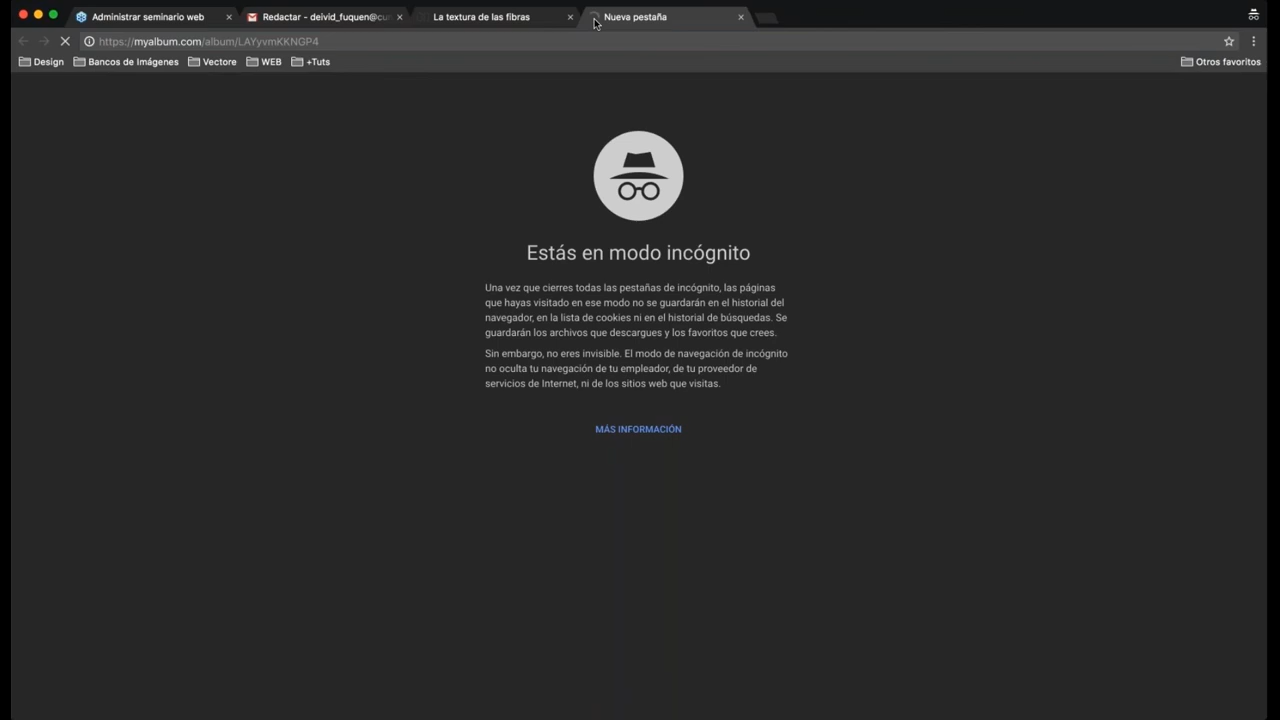 Administrar seminario web
Redactar - deivid_fuquen@cu
La textura de las fibras
Nueva pestaña
https://myalbum.com/album/LAYyvmKKNGP4
Design
Bancos de Imágenes
Vectore
WEB
+Tuts
Otros favoritos
Estás en modo incógnito
Una vez que cierres todas las pestañas de incógnito, las páginas
que hayas visitado en ese modo no se guardarán en el historial del
navegador, en la lista de cookies ni en el historial de búsquedas. Se
guardarán los archivos que descargues y los favoritos que crees.
Sin embargo, no eres invisible. El modo de navegación de incógnito
no oculta tu navegación de tu empleador, de tu proveedor de
servicios de Internet, ni de los sitios web que visitas.
MÁS INFORMACIÓN